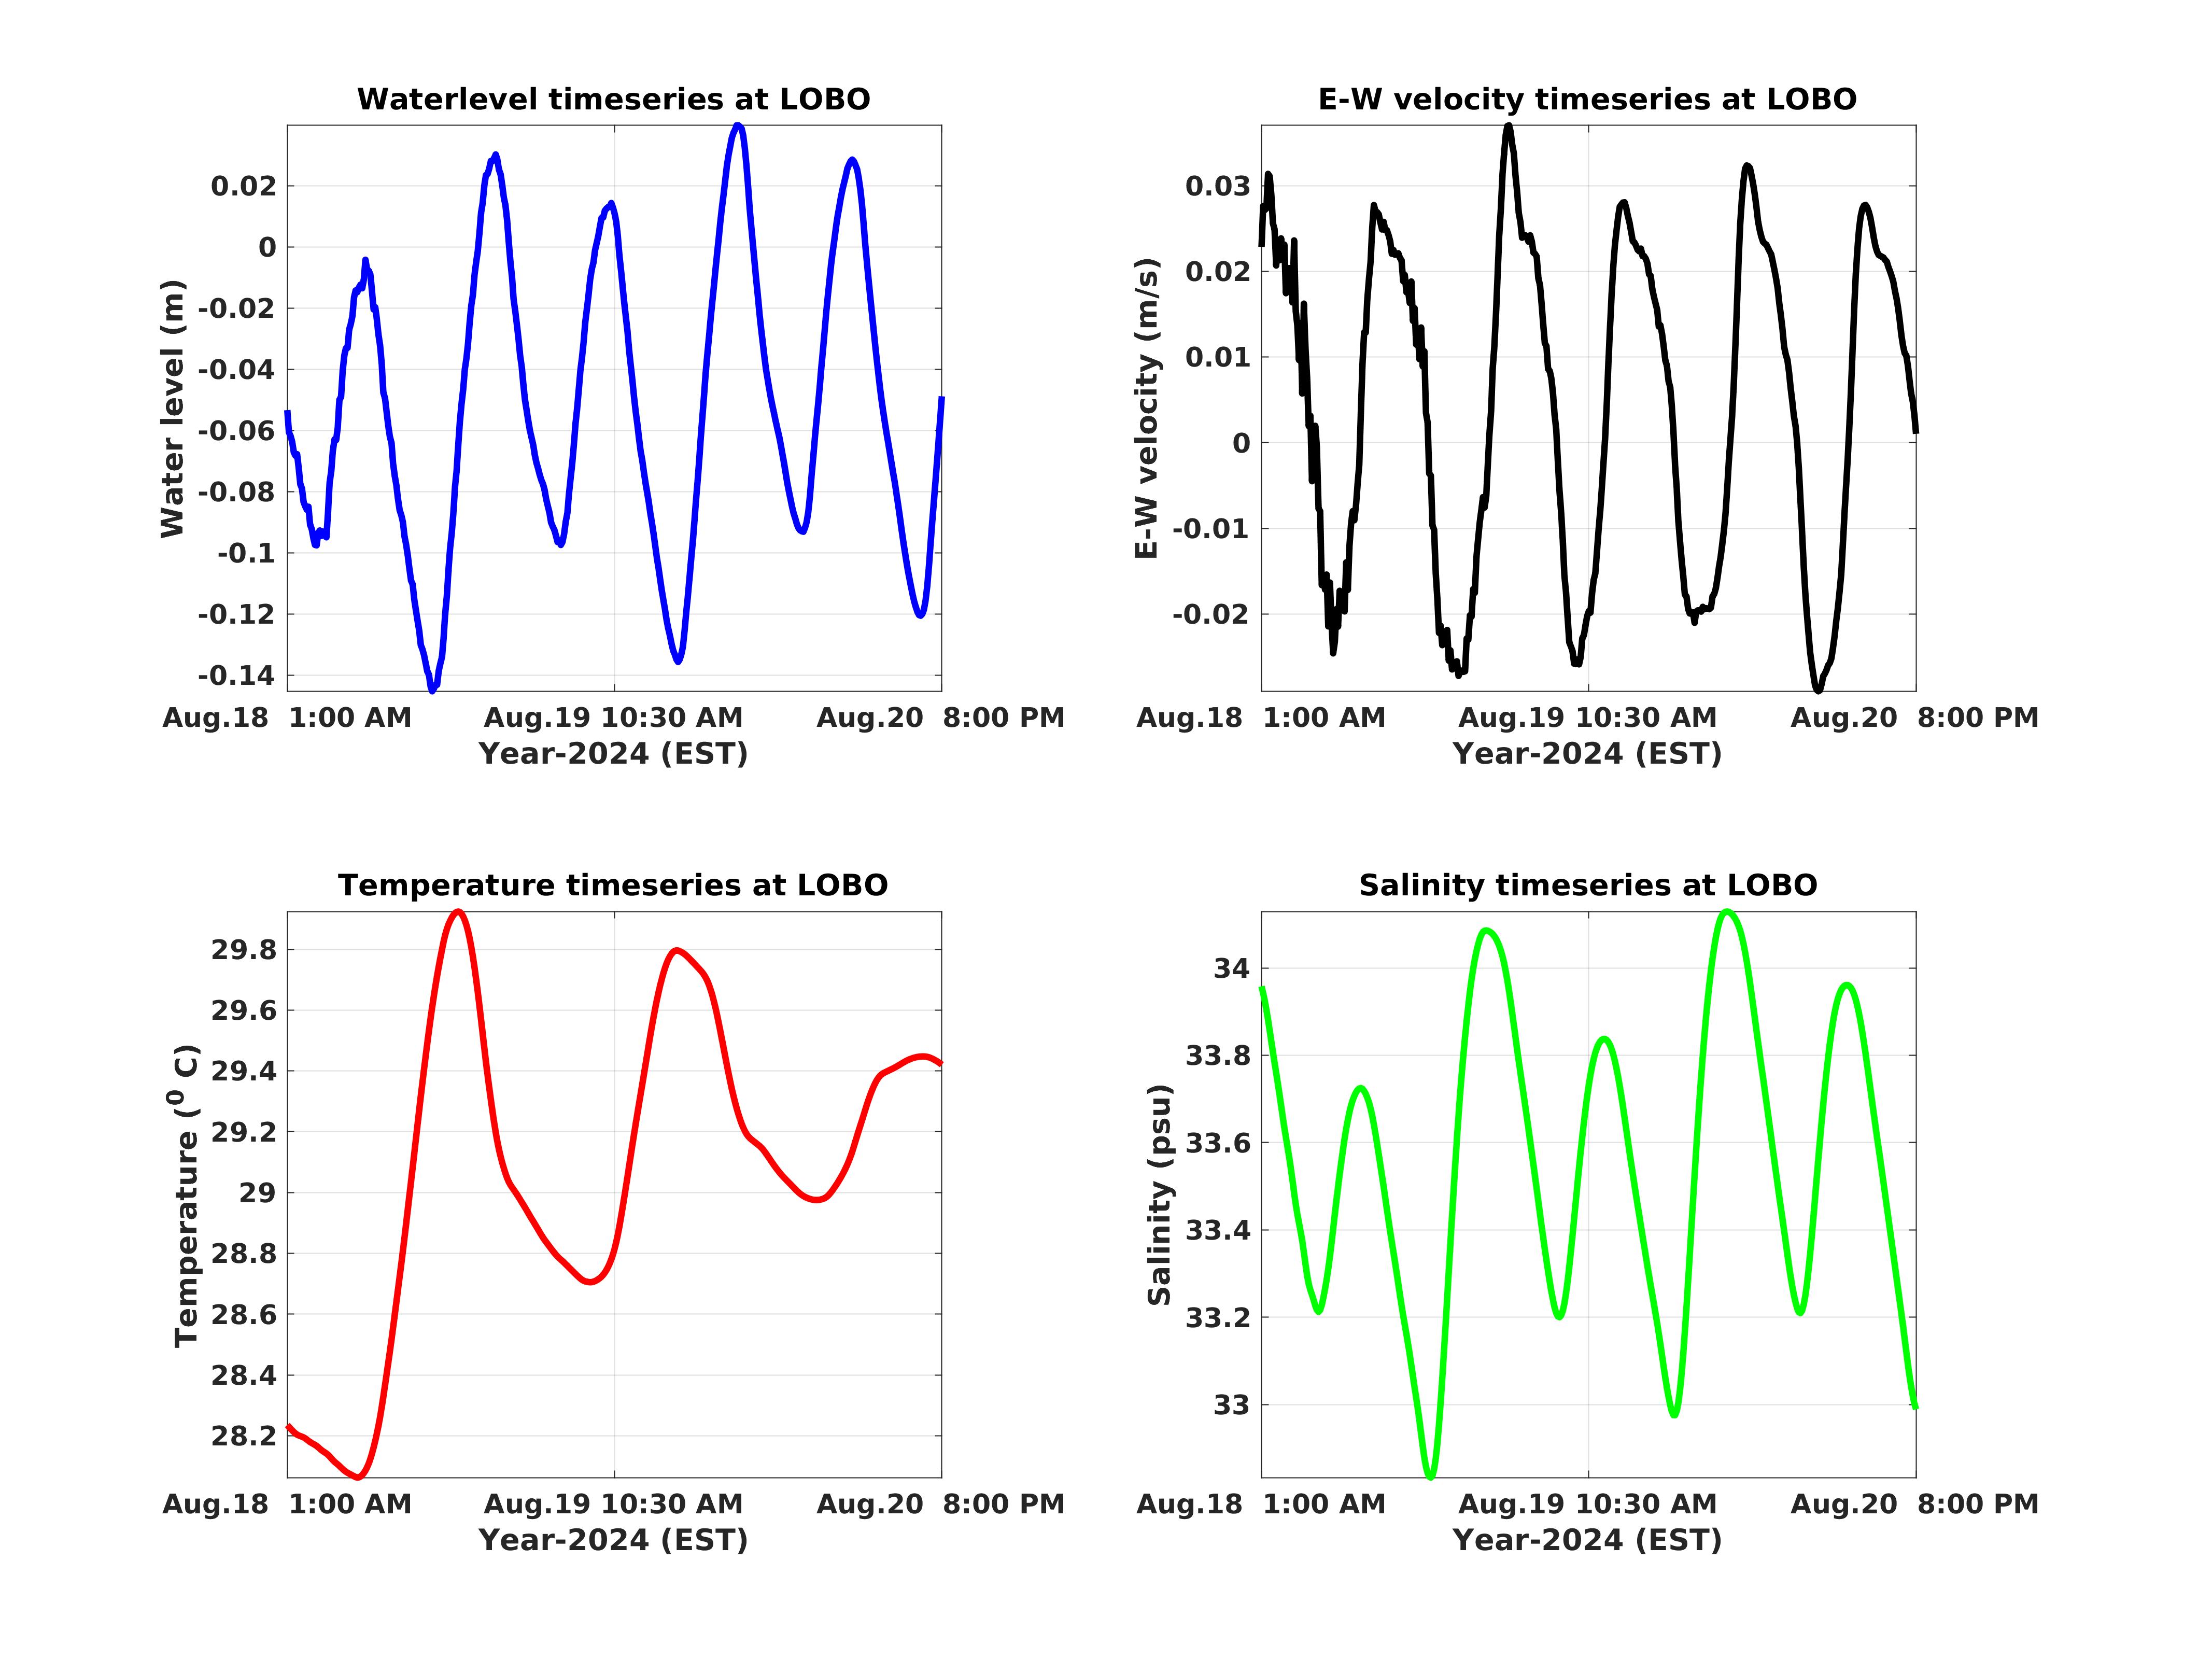 Waterlevel timeseries at LOBO
Water level (m)
0.02
0
-0.02
-0.04
-0.06
-0.08
-0.1
-0.12
-0.14
Aug.18 1:00 AM Aug.19 10:30 AM Aug.20 8:00 PM
Year-2024 (EST)
E-W velocity timeseries at LOBO
E-W velocity (m/s)
0.03
0.02
0.01
0
-0.01
-0.02
Aug.18 1:00 AM Aug.19 10:30 AM Aug.20 8:00 PM
Year-2024 (EST)
Temperature timeseries at LOBO
Temperature (⁰ C)
29.8
29.6
29.4
29.2
29
28.8
28.6
28.4
28.2
Aug.18 1:00 AM Aug.19 10:30 AM Aug.20 8:00 PM
Year-2024 (EST)
Salinity timeseries at LOBO
Salinity (psu)
34
33.8
33.6
33.4
33.2
33
Aug.18 1:00 AM Aug.19 10:30 AM Aug.20 8:00 PM
Year-2024 (EST)